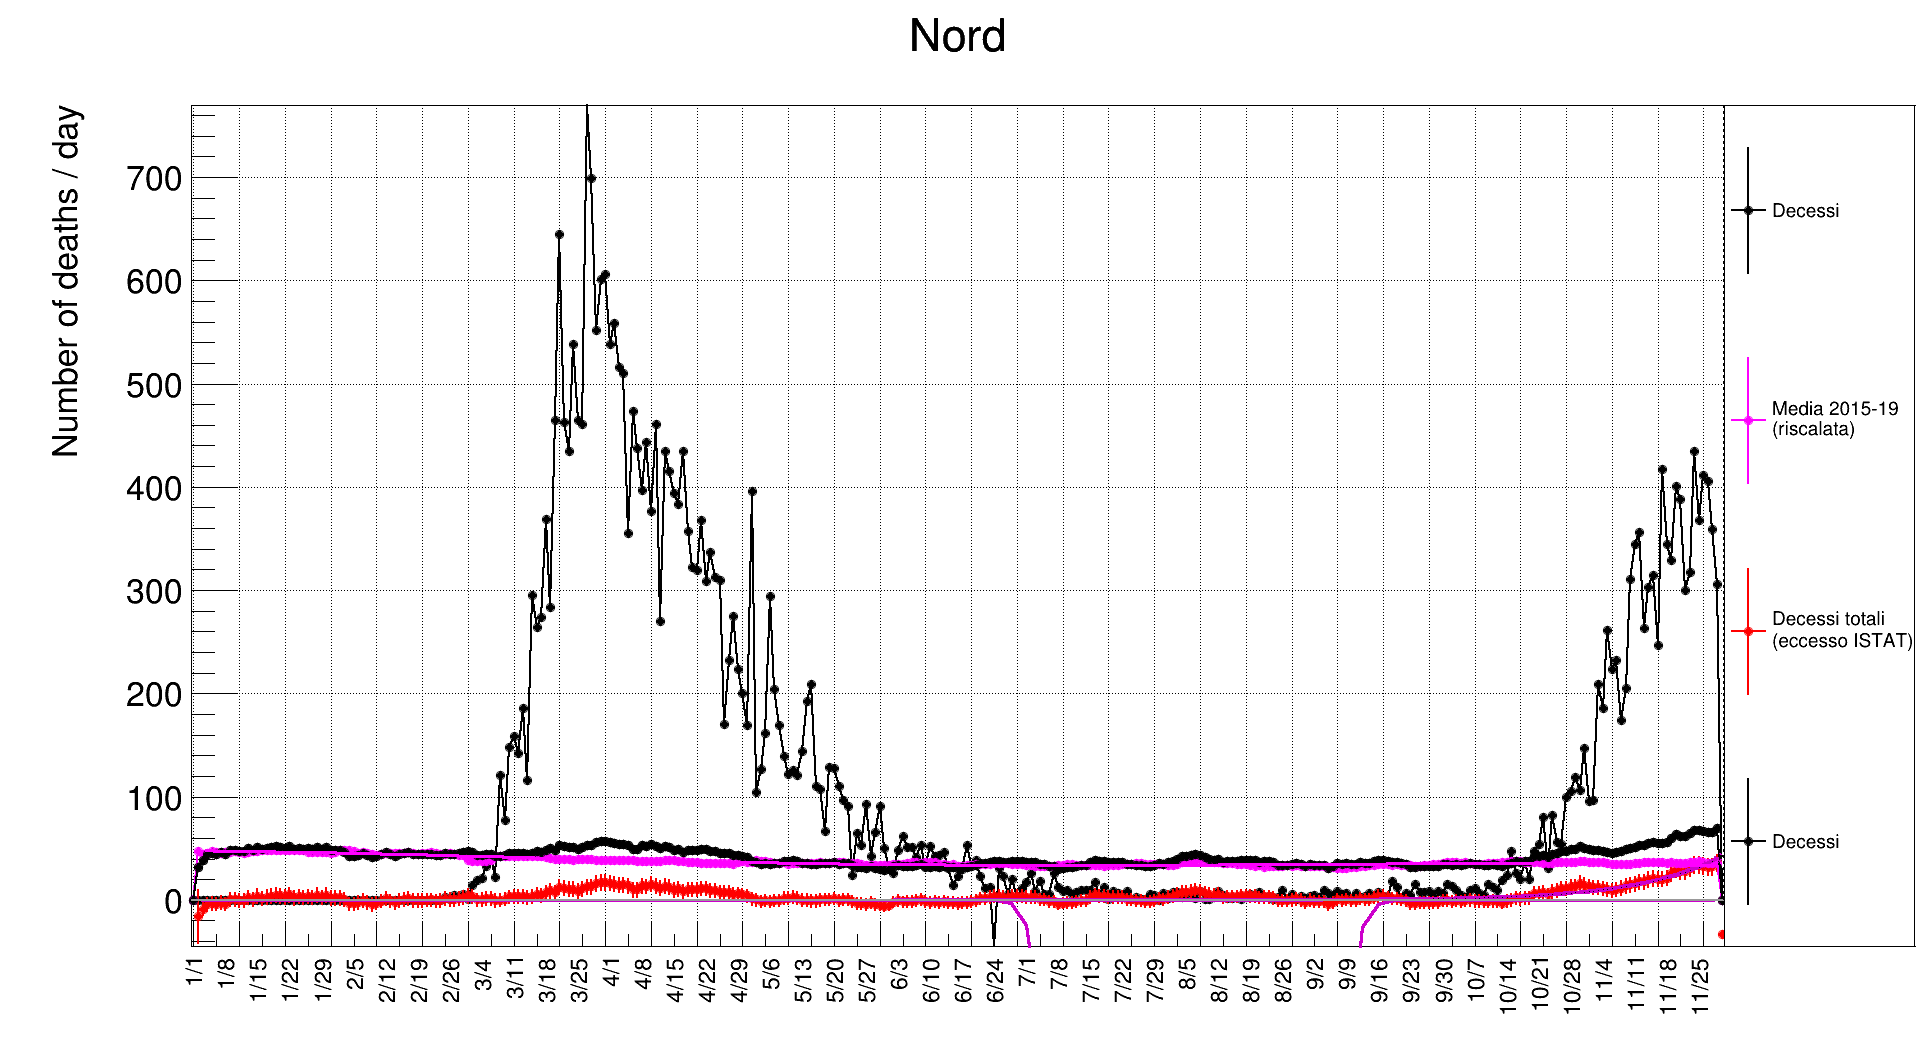 Nord
Number of deaths / day
700
600
500
400
300
200
100
0
1/1 1/8 1/15 1/22 1/29 2/5 2/12 2/19 2/26 3/4 3/11 3/18 3/25 4/1 4/8 4/15 4/22 4/29 5/6 5/13 5/20 5/27 6/3 6/10 6/17 6/24 7/1 7/8 7/15 7/22 7/29 8/5 8/12 8/19 8/26 9/2 9/9 9/16 9/23 9/30 10/7 10/14 10/21 10/28 11/4 11/11 11/18 11/25
Decessi
Media 2015-19
(riscalata)
Decessi totali
(eccesso ISTAT)
Decessi